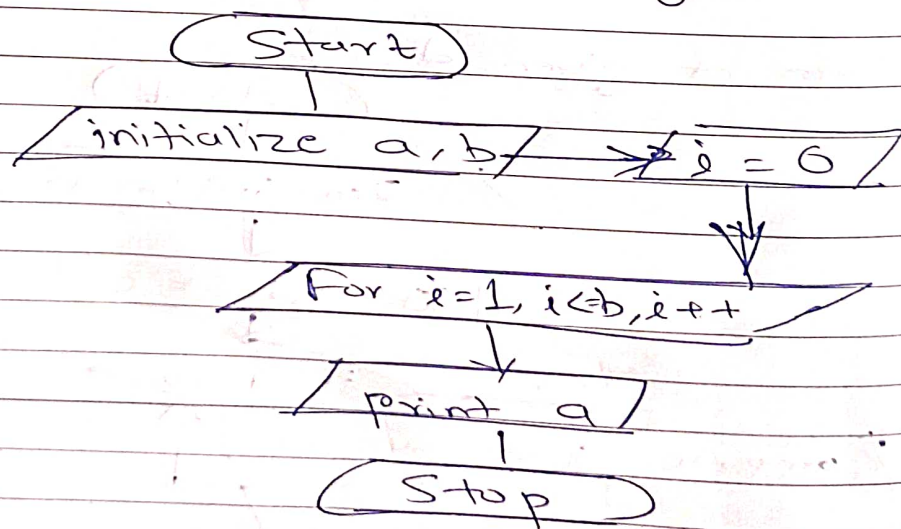 Start
initialize a, b
i = 0
For i=1, i<=b, i++
print a
Stop